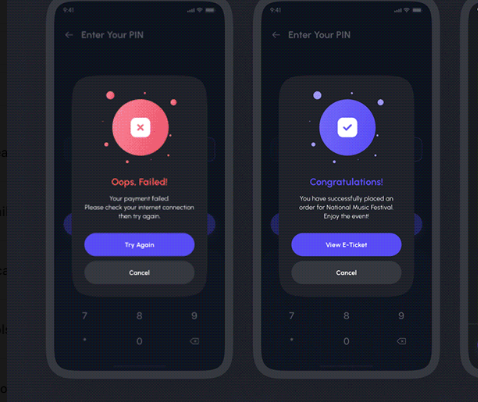 9:41
← Enter Your PIN
Oops, Failed!
Your payment failed.
Please check your internet connection
then try again.
Try Again
Cancel
7 8 9
* 0
9:41
← Enter Your PIN
Congratulations!
You have successfully placed an
order for National Music Festival.
Enjoy the event!
View E-Ticket
Cancel
7 8 9
* 0